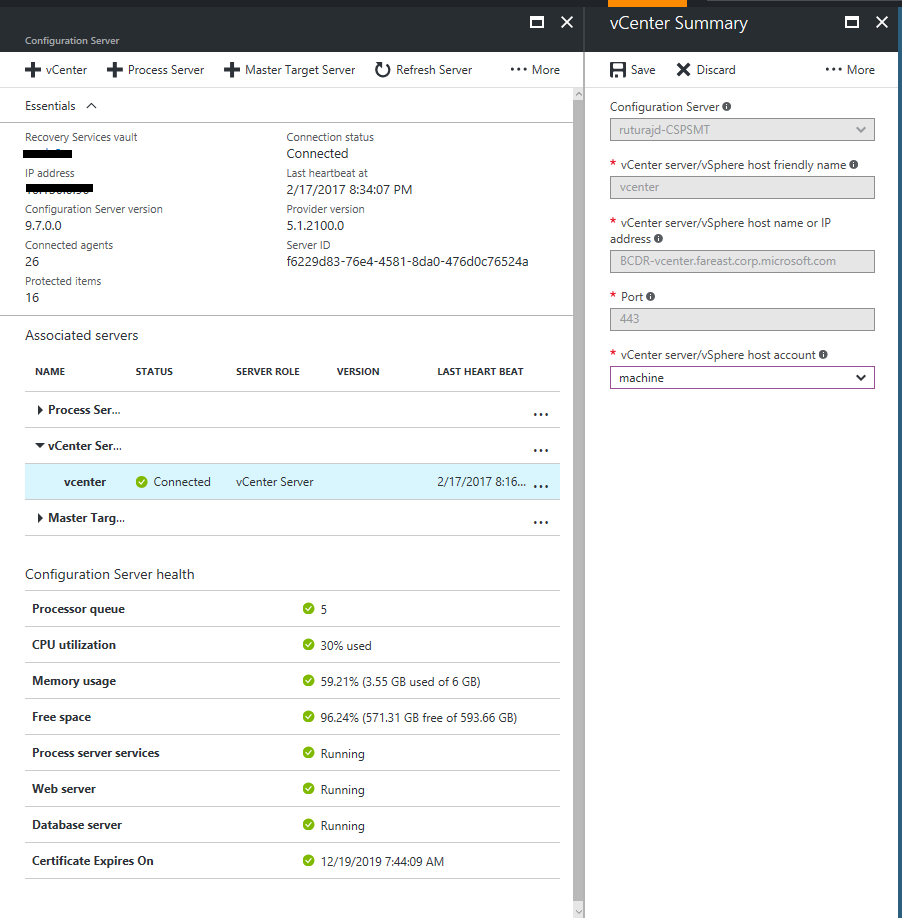 Configuration Server
vCenter
Process Server
Master Target Server
Refresh Server
More
Essentials
Recovery Services vault
Connection status
Connected
IP address
Last heartbeat at
2/17/2017 8:34:07 PM
Configuration Server version
Provider version
9.7.0.0
5.1.2100.0
Connected agents
Server ID
26
f6229d83-76e4-4581-8da0-476d0c76524a
Protected items
16
Associated servers
NAME STATUS SERVER ROLE VERSION LAST HEART BEAT
Process Ser... ...
vCenter Ser... ...
vcenter Connected vCenter Server 2/17/2017 8:16... ...
Master Targ... ...
Configuration Server health
Processor queue 5
CPU utilization 30% used
Memory usage 59.21% (3.55 GB used of 6 GB)
Free space 96.24% (571.31 GB free of 593.66 GB)
Process server services Running
Web server Running
Database server Running
Certificate Expires On 12/19/2019 7:44:09 AM
vCenter Summary
Save
Discard
More
Configuration Server
ruturajd-CSPSMT
* vCenter server/vSphere host friendly name
vcenter
* vCenter server/vSphere host name or IP
address
BCDR-vcenter.fareast.corp.microsoft.com
* Port
443
* vCenter server/vSphere host account
machine